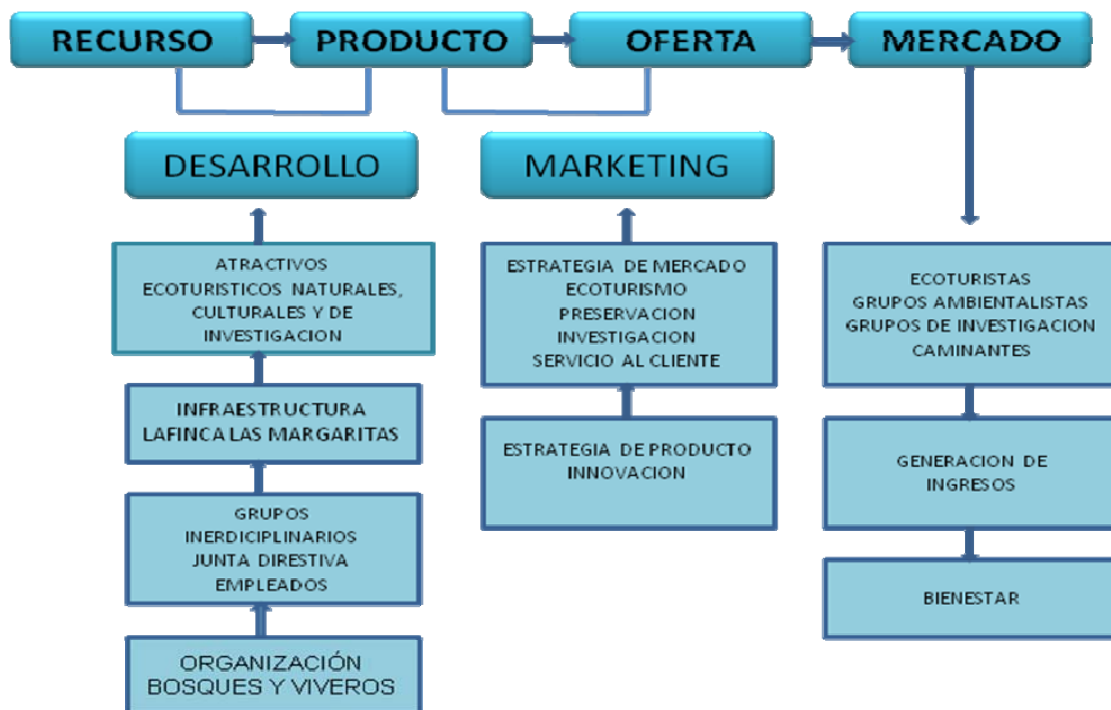 RECURSO
PRODUCTO
OFERTA
MERCADO
DESARROLLO
MARKETING
ATRACTIVOS
ECOTURISTICOS NATURALES,
CULTURALES Y DE
INVESTIGACION
INFRAESTRUCTURA
LAFINCA LAS MARGARITAS
GRUPOS
INERDICIPLINARIOS
JUNTA DIRESTIVA
EMPLEADOS
ORGANIZACIÓN
BOSQUES Y VIVEROS
ESTRATEGIA DE MERCADO
ECOTURISMO
PRESERVACION
INVESTIGACION
SERVICIO AL CLIENTE
ESTRATEGIA DE PRODUCTO
INNOVACION
ECOTURISTAS
GRUPOS AMBIENTALISTAS
GRUPOS DE INVESTIGACION
CAMINANTES
GENERACION DE
INGRESOS
BIENESTAR